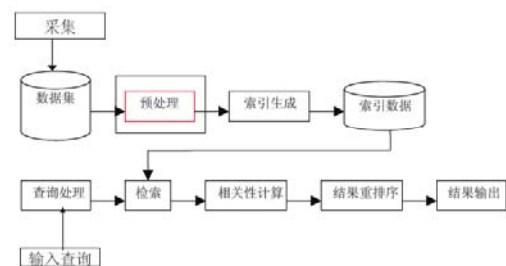 采集
数据集
预处理
索引生成
索引数据
查询处理
检索
相关性计算
结果重排序
结果输出
输入查询